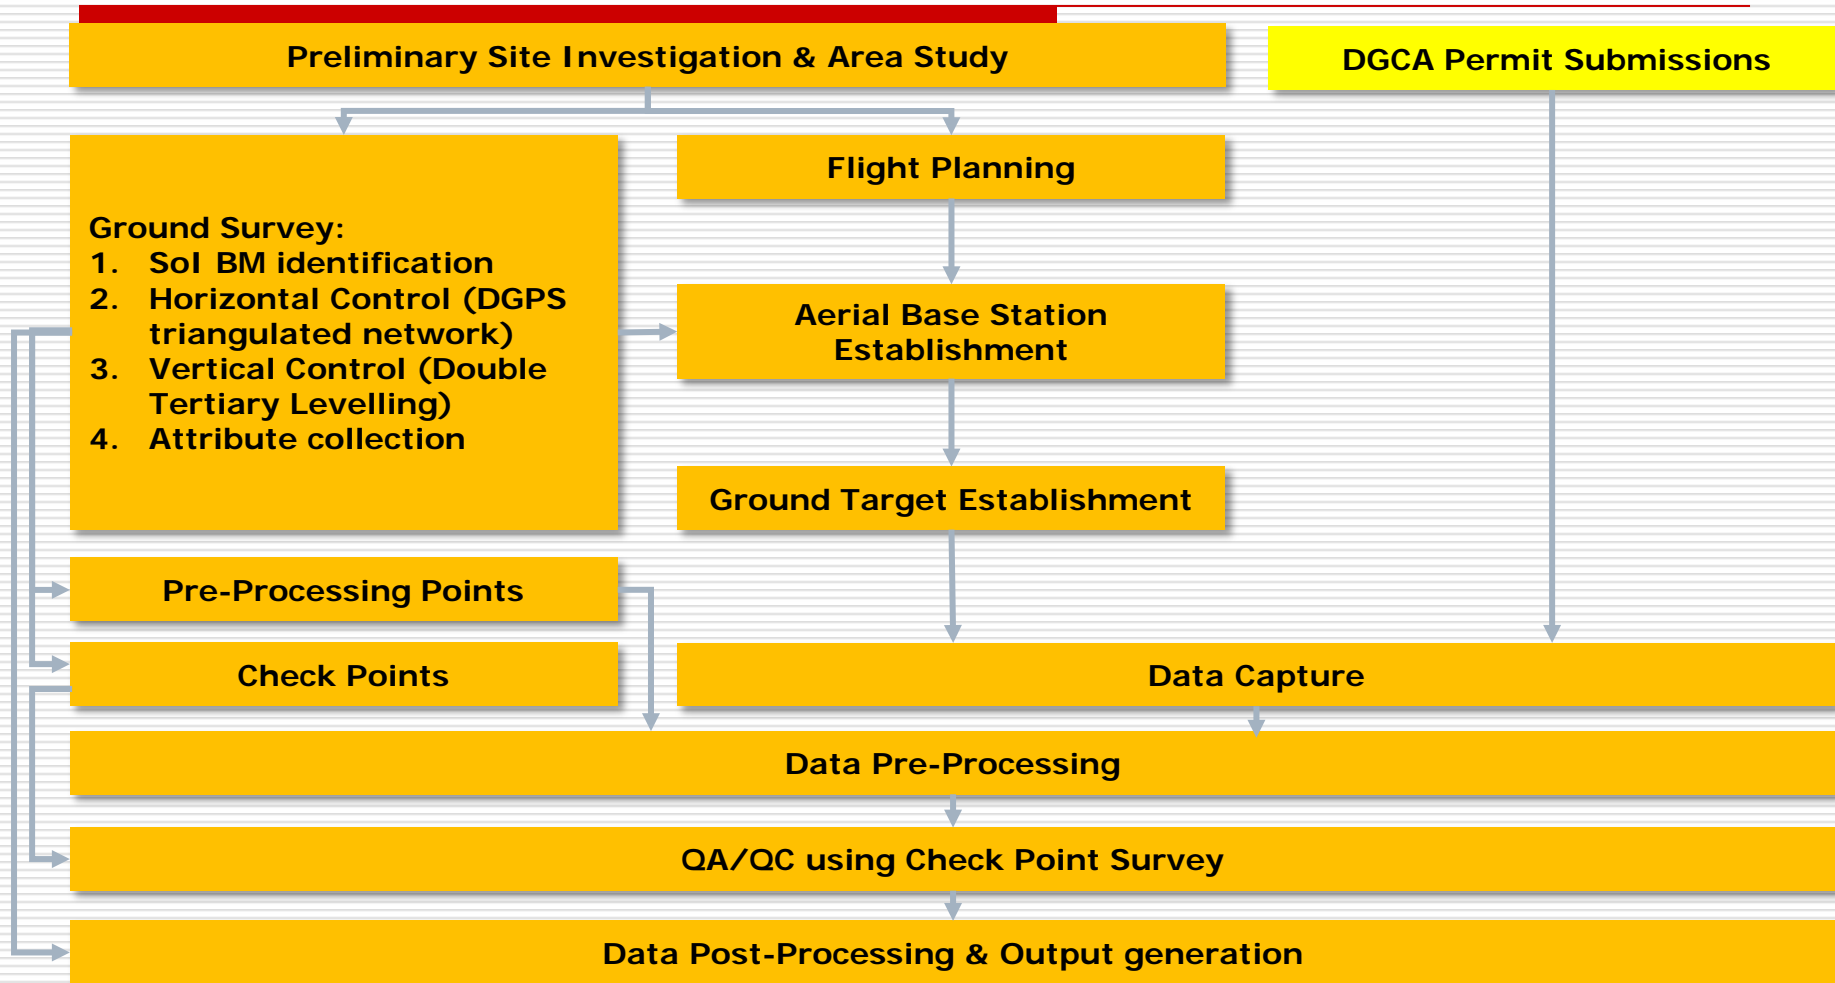 Preliminary Site Investigation & Area Study
DGCA Permit Submissions
Flight Planning
Ground Survey:
1. SoI BM identification
2. Horizontal Control (DGPS
triangulated network)
3. Vertical Control (Double
Tertiary Levelling)
4. Attribute collection
Aerial Base Station
Establishment
Ground Target Establishment
Pre-Processing Points
Check Points
Data Capture
Data Pre-Processing
QA/QC using Check Point Survey
Data Post-Processing & Output generation